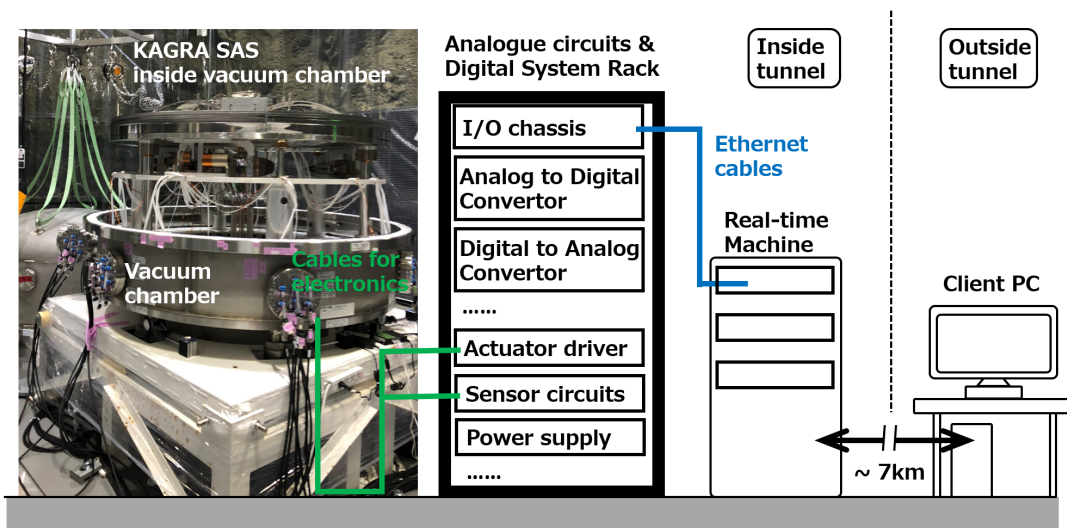 KAGRA SAS
inside vacuum chamber
Vacuum
chamber
Cables for
electronics
Analogue circuits &
Digital System Rack
I/O chassis
Analog to Digital
Convertor
Digital to Analog
Convertor
......
Actuator driver
Sensor circuits
Power supply
......
Inside
tunnel
Ethernet
cables
Real-time
Machine
Outside
tunnel
Client PC
~ 7km